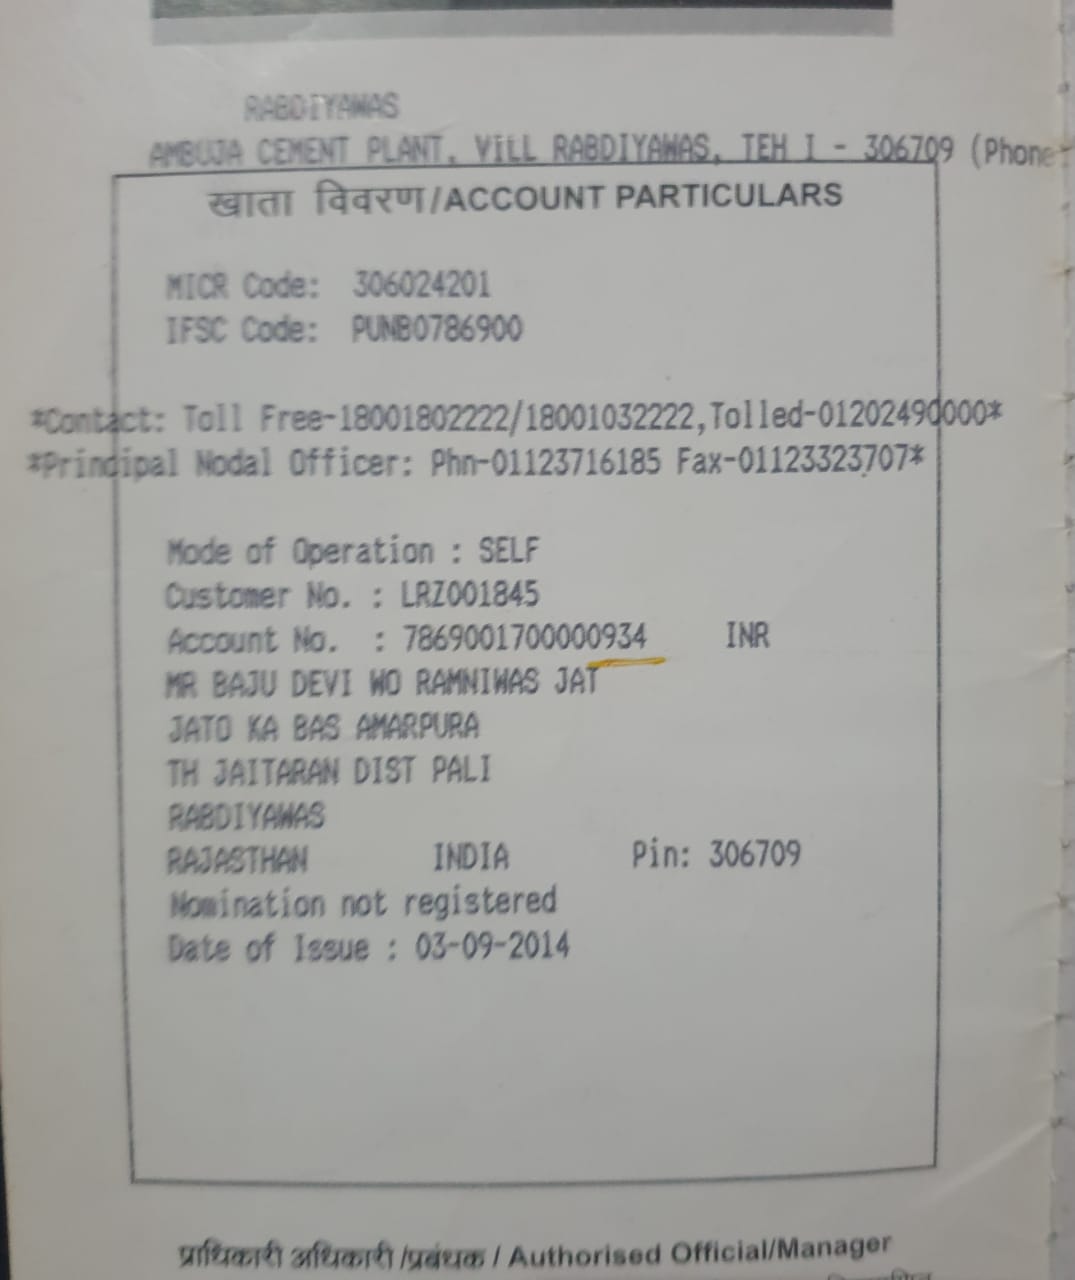 RABDIYAWAS
AMBUJA CEMENT PLANT, VILL RABDIYAWAS, TEH I - 306709 (Phone
खाता विवरण/ACCOUNT PARTICULARS
MICR Code: 306024201
IFSC Code: PUNB0786900
*Contact: Toll Free-18001802222/18001032222,Tolled-01202490000*
*Principal Nodal Officer: Phn-01123716185 Fax-01123323707*
Mode of Operation : SELF
Customer No. : LRZ001845
Account No. : 7869001700000934 INR
MR BAJU DEVI WO RAMNIWAS JAT
JATO KA BAS AMARPURA
TH JAITARAN DIST PALI
RABDIYAWAS
RAJASTHAN INDIA Pin: 306709
Nomination not registered
Date of Issue : 03-09-2014
प्राधिकारी अधिकारी/प्रबंधक / Authorised Official/Manager